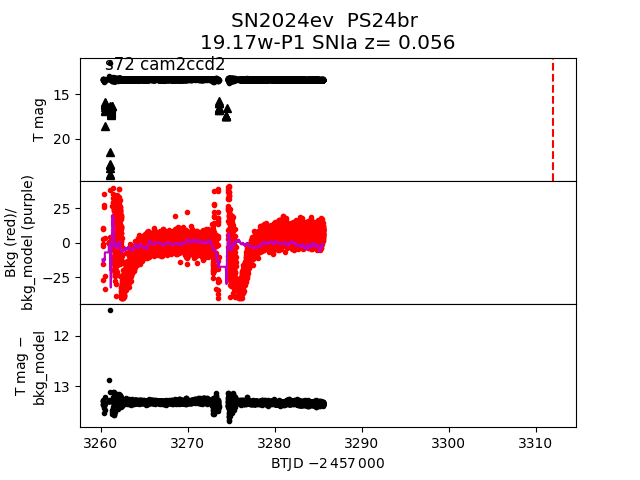 SN2024ev  PS24br
19.17w-P1 SNIa z= 0.056
s72 cam2ccd2
T mag
15
20
Bkg (red)/
bkg_model (purple)
25
0
−25
T mag −
bkg_model
12
13
3260 3270 3280 3290 3300 3310
BTJD −2 457 000